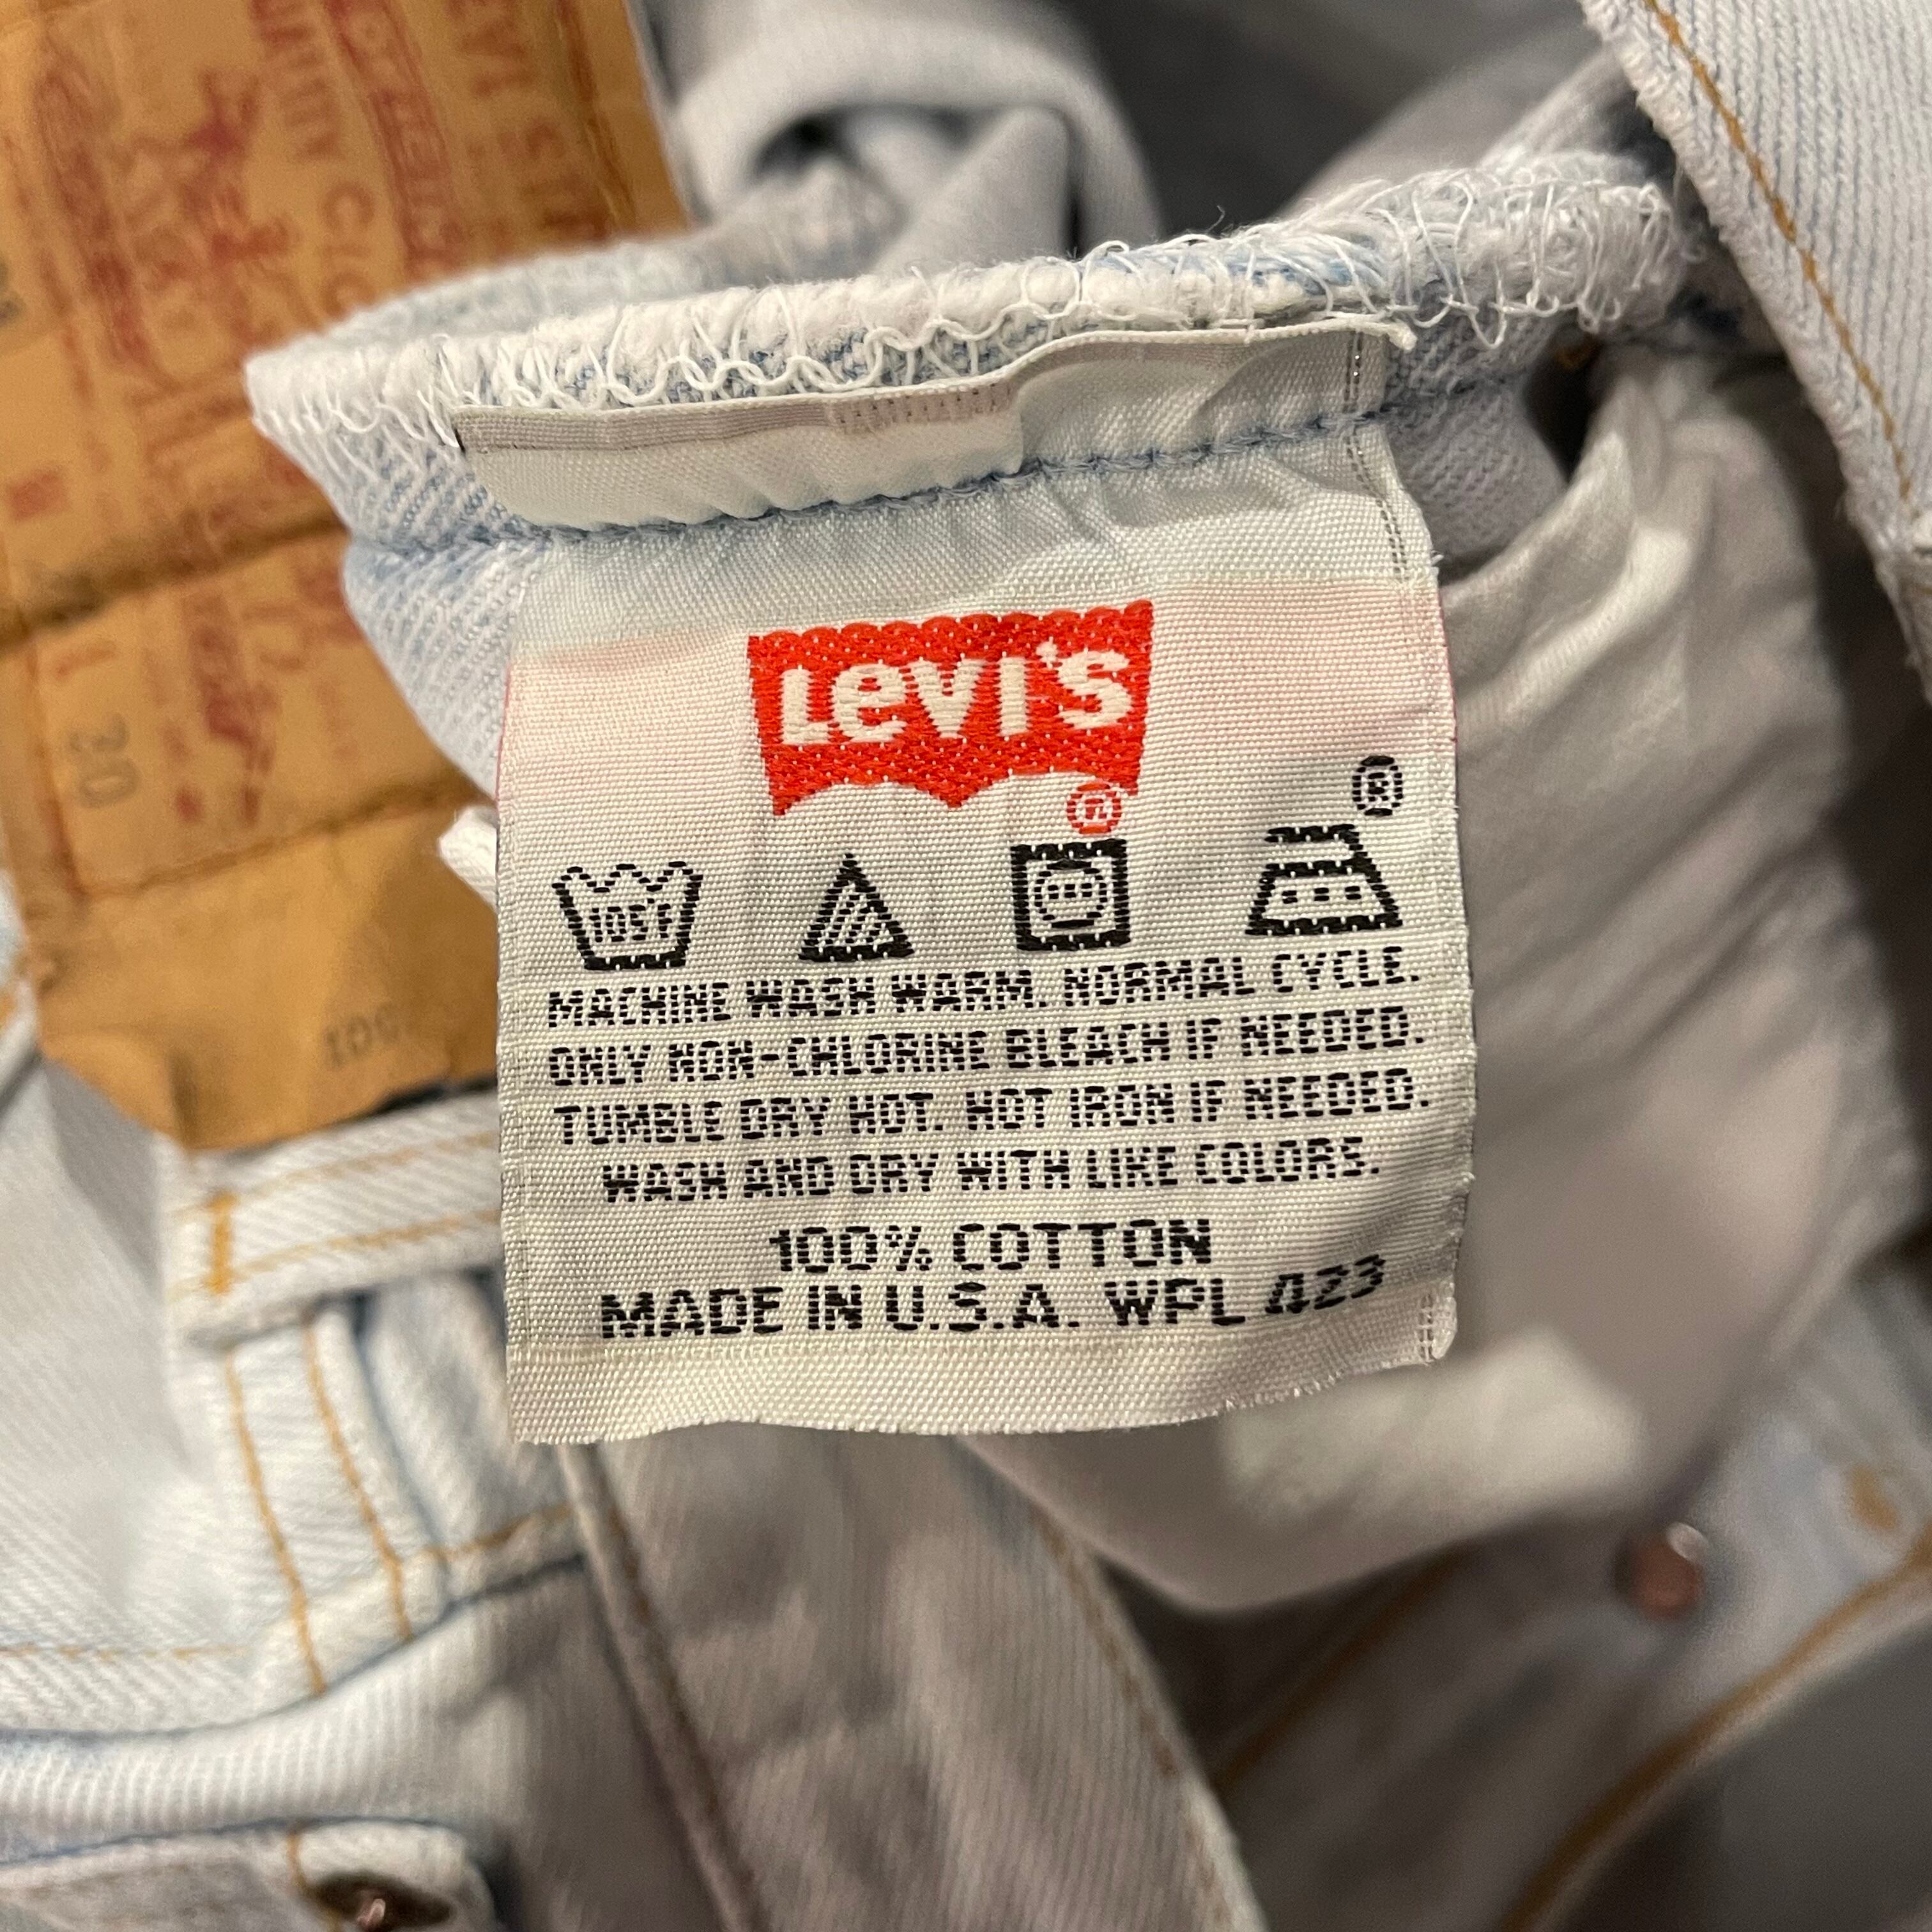 LEVI'S
®
®
105°F
MACHINE WASH WARM. NORMAL CYCLE.
ONLY NON-CHLORINE BLEACH IF NEEDED.
TUMBLE DRY HOT. HOT IRON IF NEEDED.
WASH AND DRY WITH LIKE COLORS.
100% COTTON
MADE IN U.S.A. WPL 423
30